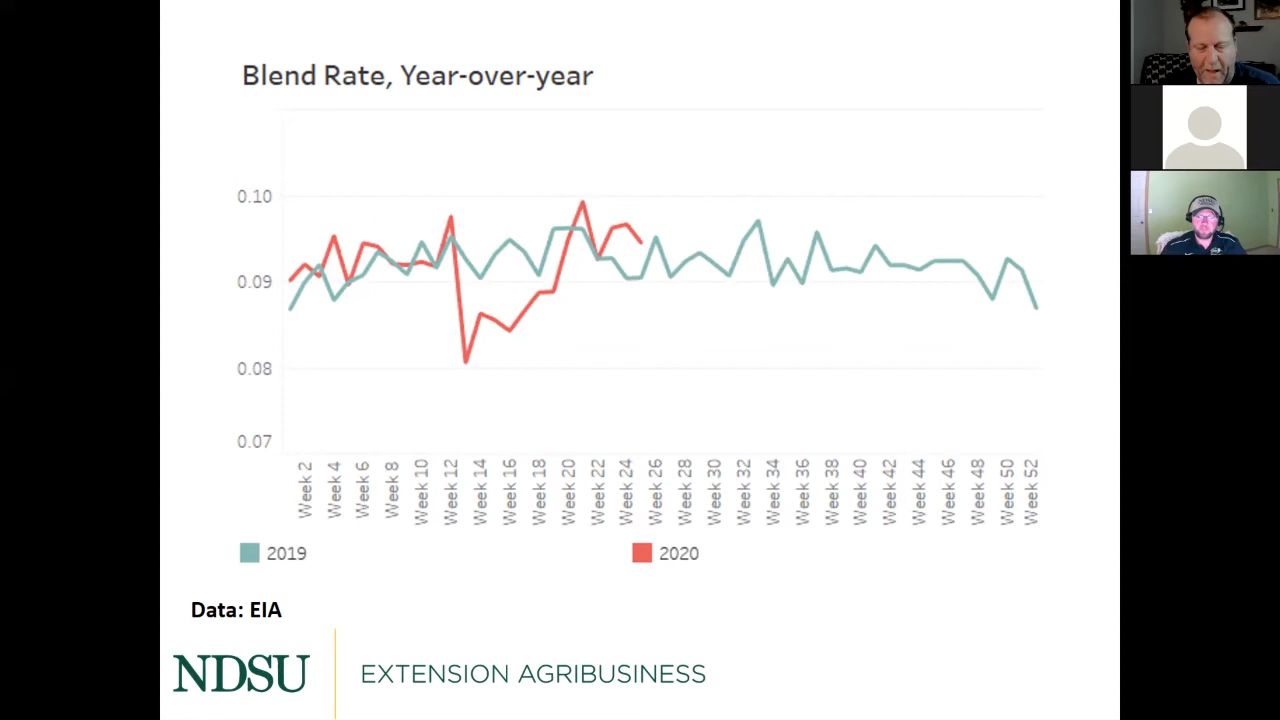 Blend Rate, Year-over-year
0.10
0.09
0.08
0.07
Week 2
Week 4
Week 6
Week 8
Week 10
Week 12
Week 14
Week 16
Week 18
Week 20
Week 22
Week 24
Week 26
Week 28
Week 30
Week 32
Week 34
Week 36
Week 38
Week 40
Week 42
Week 44
Week 46
Week 48
Week 50
Week 52
2019
2020
Data: EIA
NDSU
EXTENSION AGRIBUSINESS